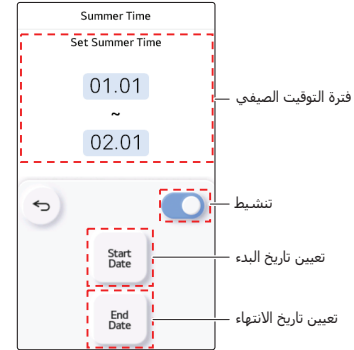 Summer Time
Set Summer Time
01.01
~
02.01
فترة التوقيت الصيفي
تنشيط
Start
Date
تعيين تاريخ البدء
End
Date
تعيين تاريخ الانتهاء